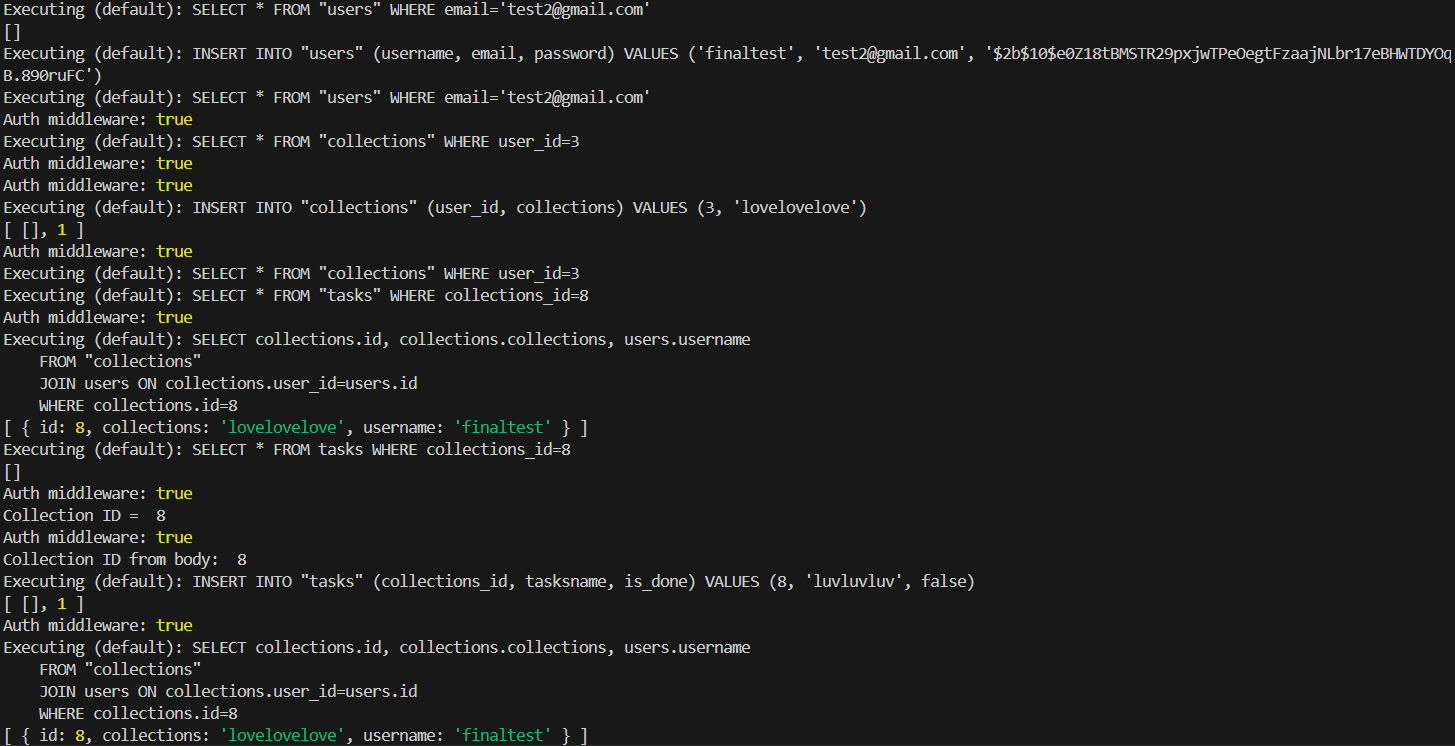 Executing (default): SELECT * FROM "users" WHERE email='test2@gmail.com'
[]
Executing (default): INSERT INTO "users" (username, email, password) VALUES ('finaltest', 'test2@gmail.com', '$2b$10$e0Z18tBMSTR29pxjwTPeOegtFzaajNLbr17eBHWTDYOq
B.890ruFC')
Executing (default): SELECT * FROM "users" WHERE email='test2@gmail.com'
Auth middleware: true
Executing (default): SELECT * FROM "collections" WHERE user_id=3
Auth middleware: true
Auth middleware: true
Executing (default): INSERT INTO "collections" (user_id, collections) VALUES (3, 'lovelovelove')
[ [], 1 ]
Auth middleware: true
Executing (default): SELECT * FROM "collections" WHERE user_id=3
Executing (default): SELECT * FROM "tasks" WHERE collections_id=8
Auth middleware: true
Executing (default): SELECT collections.id, collections.collections, users.username
    FROM "collections"
    JOIN users ON collections.user_id=users.id
    WHERE collections.id=8
[ { id: 8, collections: 'lovelovelove', username: 'finaltest' } ]
Executing (default): SELECT * FROM tasks WHERE collections_id=8
[]
Auth middleware: true
Collection ID =  8
Auth middleware: true
Collection ID from body:  8
Executing (default): INSERT INTO "tasks" (collections_id, tasksname, is_done) VALUES (8, 'luvluvluv', false)
[ [], 1 ]
Auth middleware: true
Executing (default): SELECT collections.id, collections.collections, users.username
    FROM "collections"
    JOIN users ON collections.user_id=users.id
    WHERE collections.id=8
[ { id: 8, collections: 'lovelovelove', username: 'finaltest' } ]